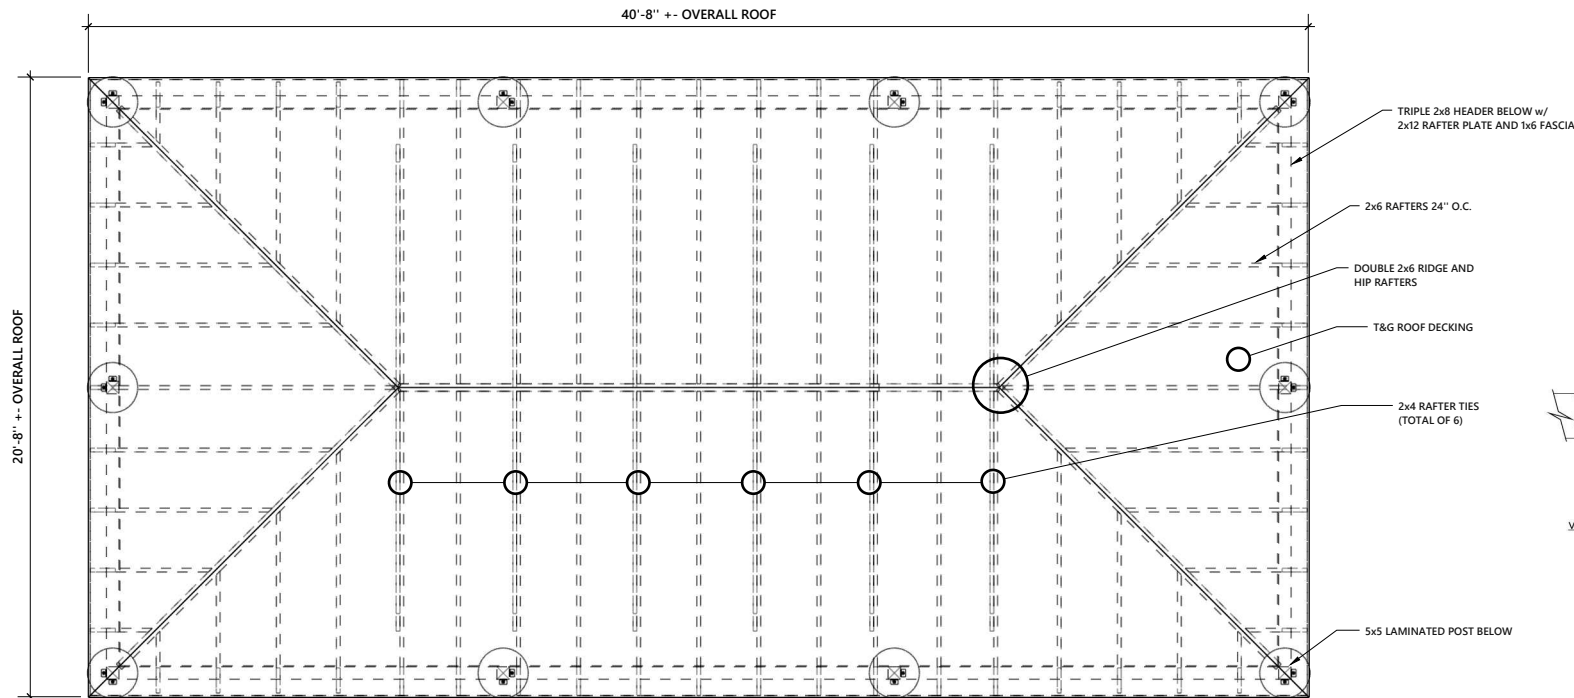 40'-8'' +- OVERALL ROOF
20'-8'' +- OVERALL ROOF
TRIPLE 2x8 HEADER BELOW w/
2x12 RAFTER PLATE AND 1x6 FASCIA
2x6 RAFTERS 24'' O.C.
DOUBLE 2x6 RIDGE AND
HIP RAFTERS
T&G ROOF DECKING
2x4 RAFTER TIES
(TOTAL OF 6)
5x5 LAMINATED POST BELOW